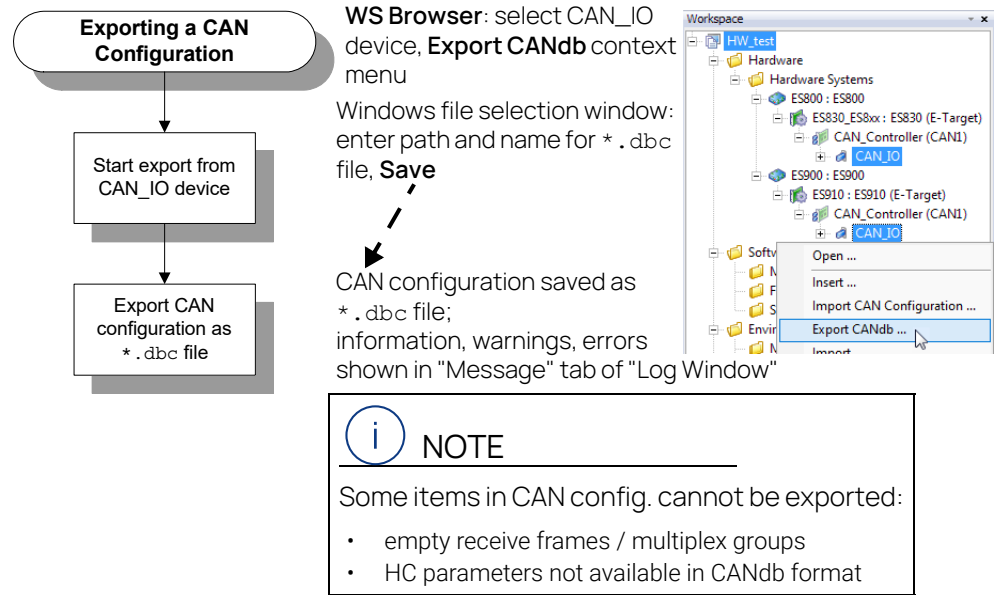 Exporting a CAN
Configuration
Start export from
CAN_IO device
Export CAN
configuration as
*.dbc file
WS Browser: select CAN_IO
device, Export CANdb context
menu
Windows file selection window:
enter path and name for *.dbc
file, Save
CAN configuration saved as
*.dbc file;
information, warnings, errors
shown in "Message" tab of "Log Window"
Workspace
HW_test
Hardware
Hardware Systems
ES800 : ES800
ES830_ES8xx : ES830 (E-Target)
CAN_Controller (CAN1)
CAN_IO
ES900 : ES900
ES910 : ES910 (E-Target)
CAN_Controller (CAN1)
CAN_IO
Softw
Envir
Open ...
Insert ...
Import CAN Configuration ...
Export CANdb ...
Import
i NOTE
Some items in CAN config. cannot be exported:
• empty receive frames / multiplex groups
• HC parameters not available in CANdb format